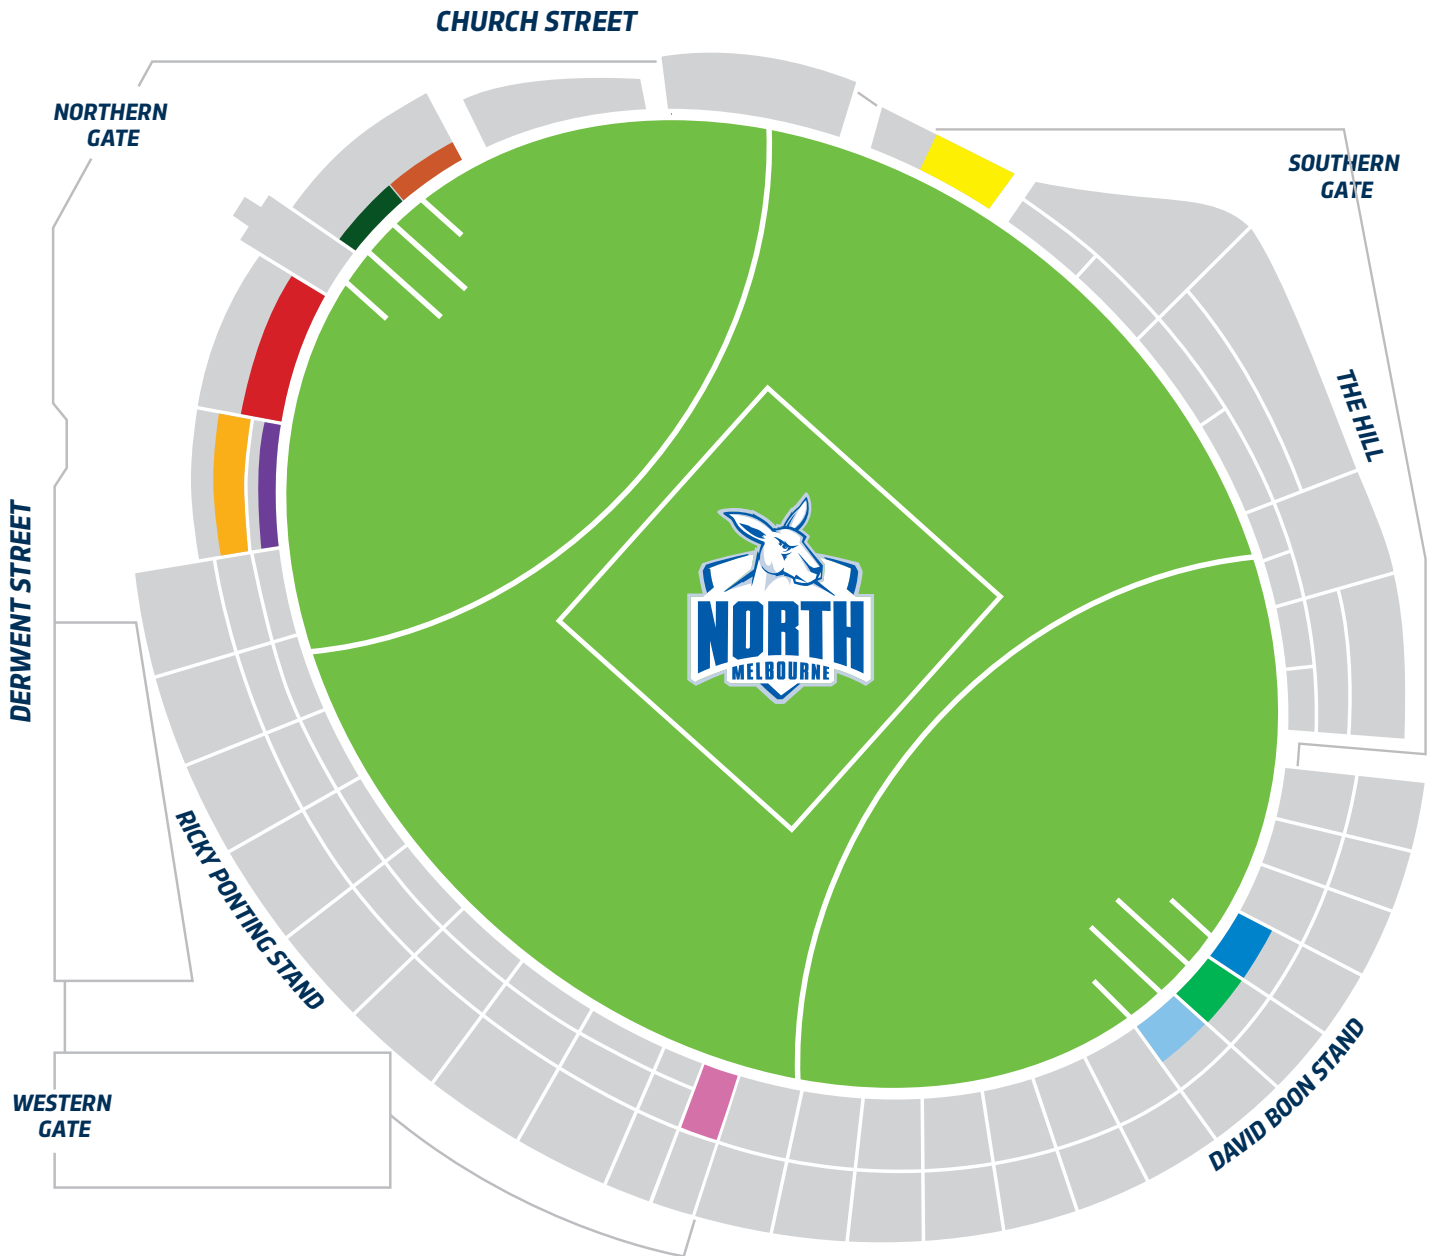 CHURCH STREET
NORTHERN
GATE
SOUTHERN
GATE
THE HILL
DERWENT STREET
NORTH
MELBOURNE
RICKY PONTING STAND
DAVID BOON STAND
WESTERN
GATE